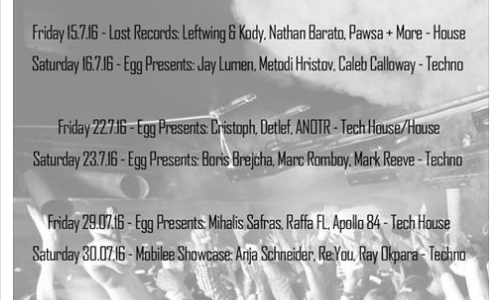 Friday 15.7.16 - Lost Records: Leftwing & Kody, Nathan Barato, Pawsa + More - House
Saturday 16.7.16 - Egg Presents: Jay Lumen, Metodi Hristov, Caleb Calloway - Techno
Friday 22.7.16 - Egg Presents: Cristoph, Detlef, ANOTR - Tech House/House
Saturday 23.7.16 - Egg Presents: Boris Brejcha, Marc Romboy, Mark Reeve - Techno
Friday 29.07.16 - Egg Presents: Mihalis Safras, Raffa FL, Apollo 84 - Tech House
Saturday 30.07.16 - Mobilee Showcase: Anja Schneider, Re:You, Ray Okpara - Techno